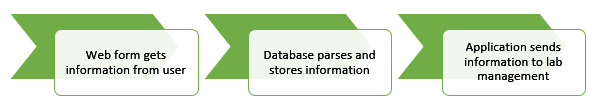 Web form gets
information from user
Database parses and
stores information
Application sends
information to lab
management